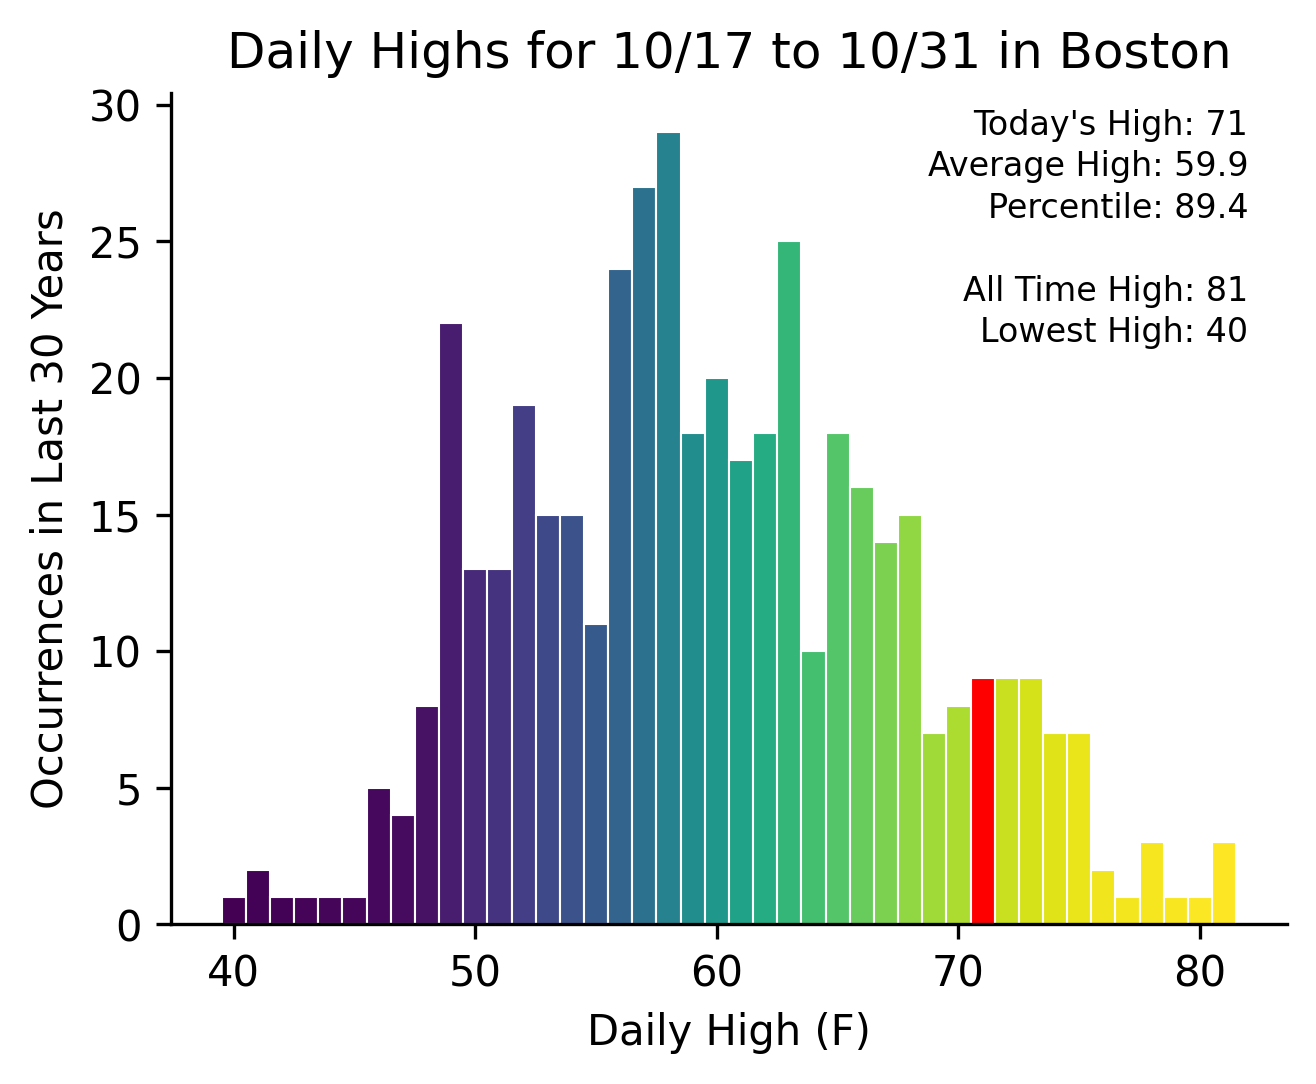 Daily Highs for 10/17 to 10/31 in Boston
Today's High: 71
Average High: 59.9
Percentile: 89.4
All Time High: 81
Lowest High: 40
Occurrences in Last 30 Years
30
25
20
15
10
5
0
40 50 60 70 80
Daily High (F)